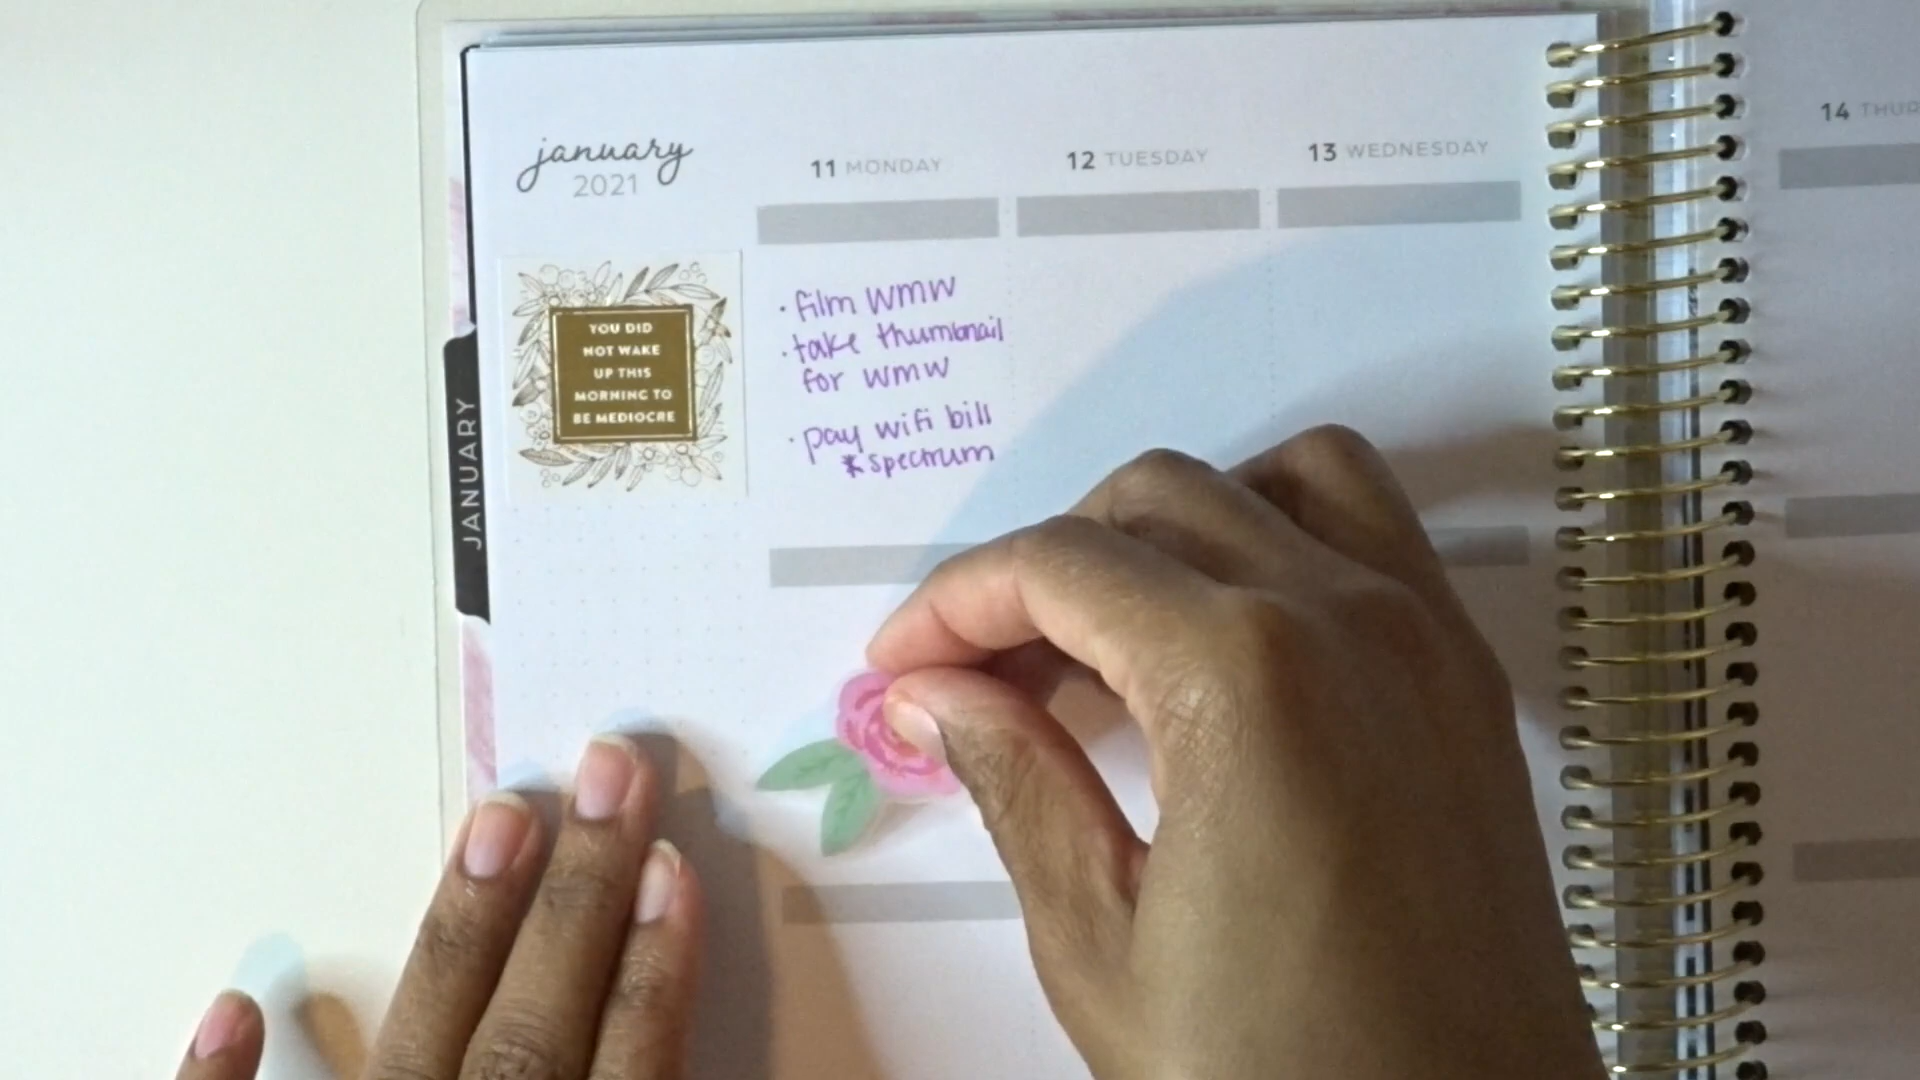 january
2021
11 MONDAY
12 TUESDAY
13 WEDNESDAY
14 THUR
YOU DID
NOT WAKE
UP THIS
MORNING TO
BE MEDIOCRE
• film WMW
• take thumbnail
for WMW
• pay wifi bill
* spectrum
JANUARY